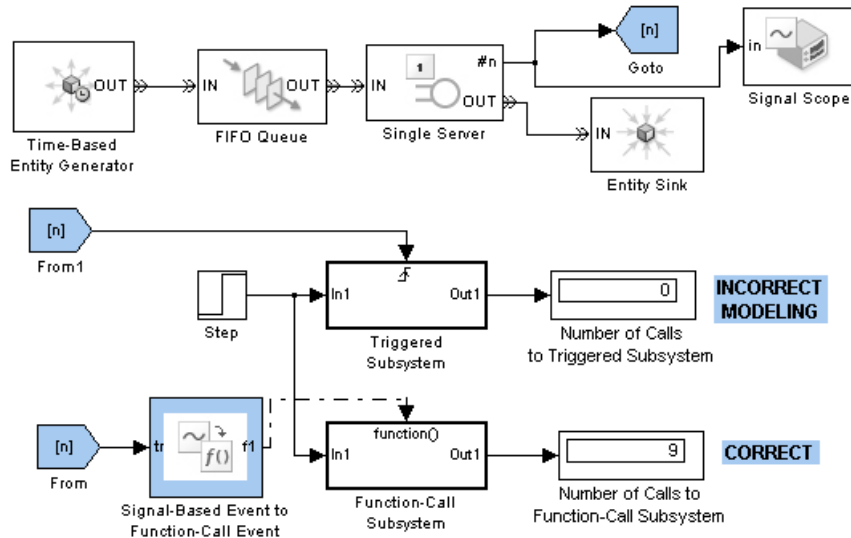 [n]
Goto
in
Signal Scope
OUT
Time-Based
Entity Generator
IN
OUT
FIFO Queue
IN
1
#n
OUT
Single Server
IN
Entity Sink
[n]
From1
Step
In1
Out1
Triggered
Subsystem
0
Number of Calls
to Triggered Subsystem
INCORRECT
MODELING
[n]
From
tr
f()
f1
Signal-Based Event to
Function-Call Event
function()
In1
Out1
Function-Call
Subsystem
9
Number of Calls to
Function-Call Subsystem
CORRECT